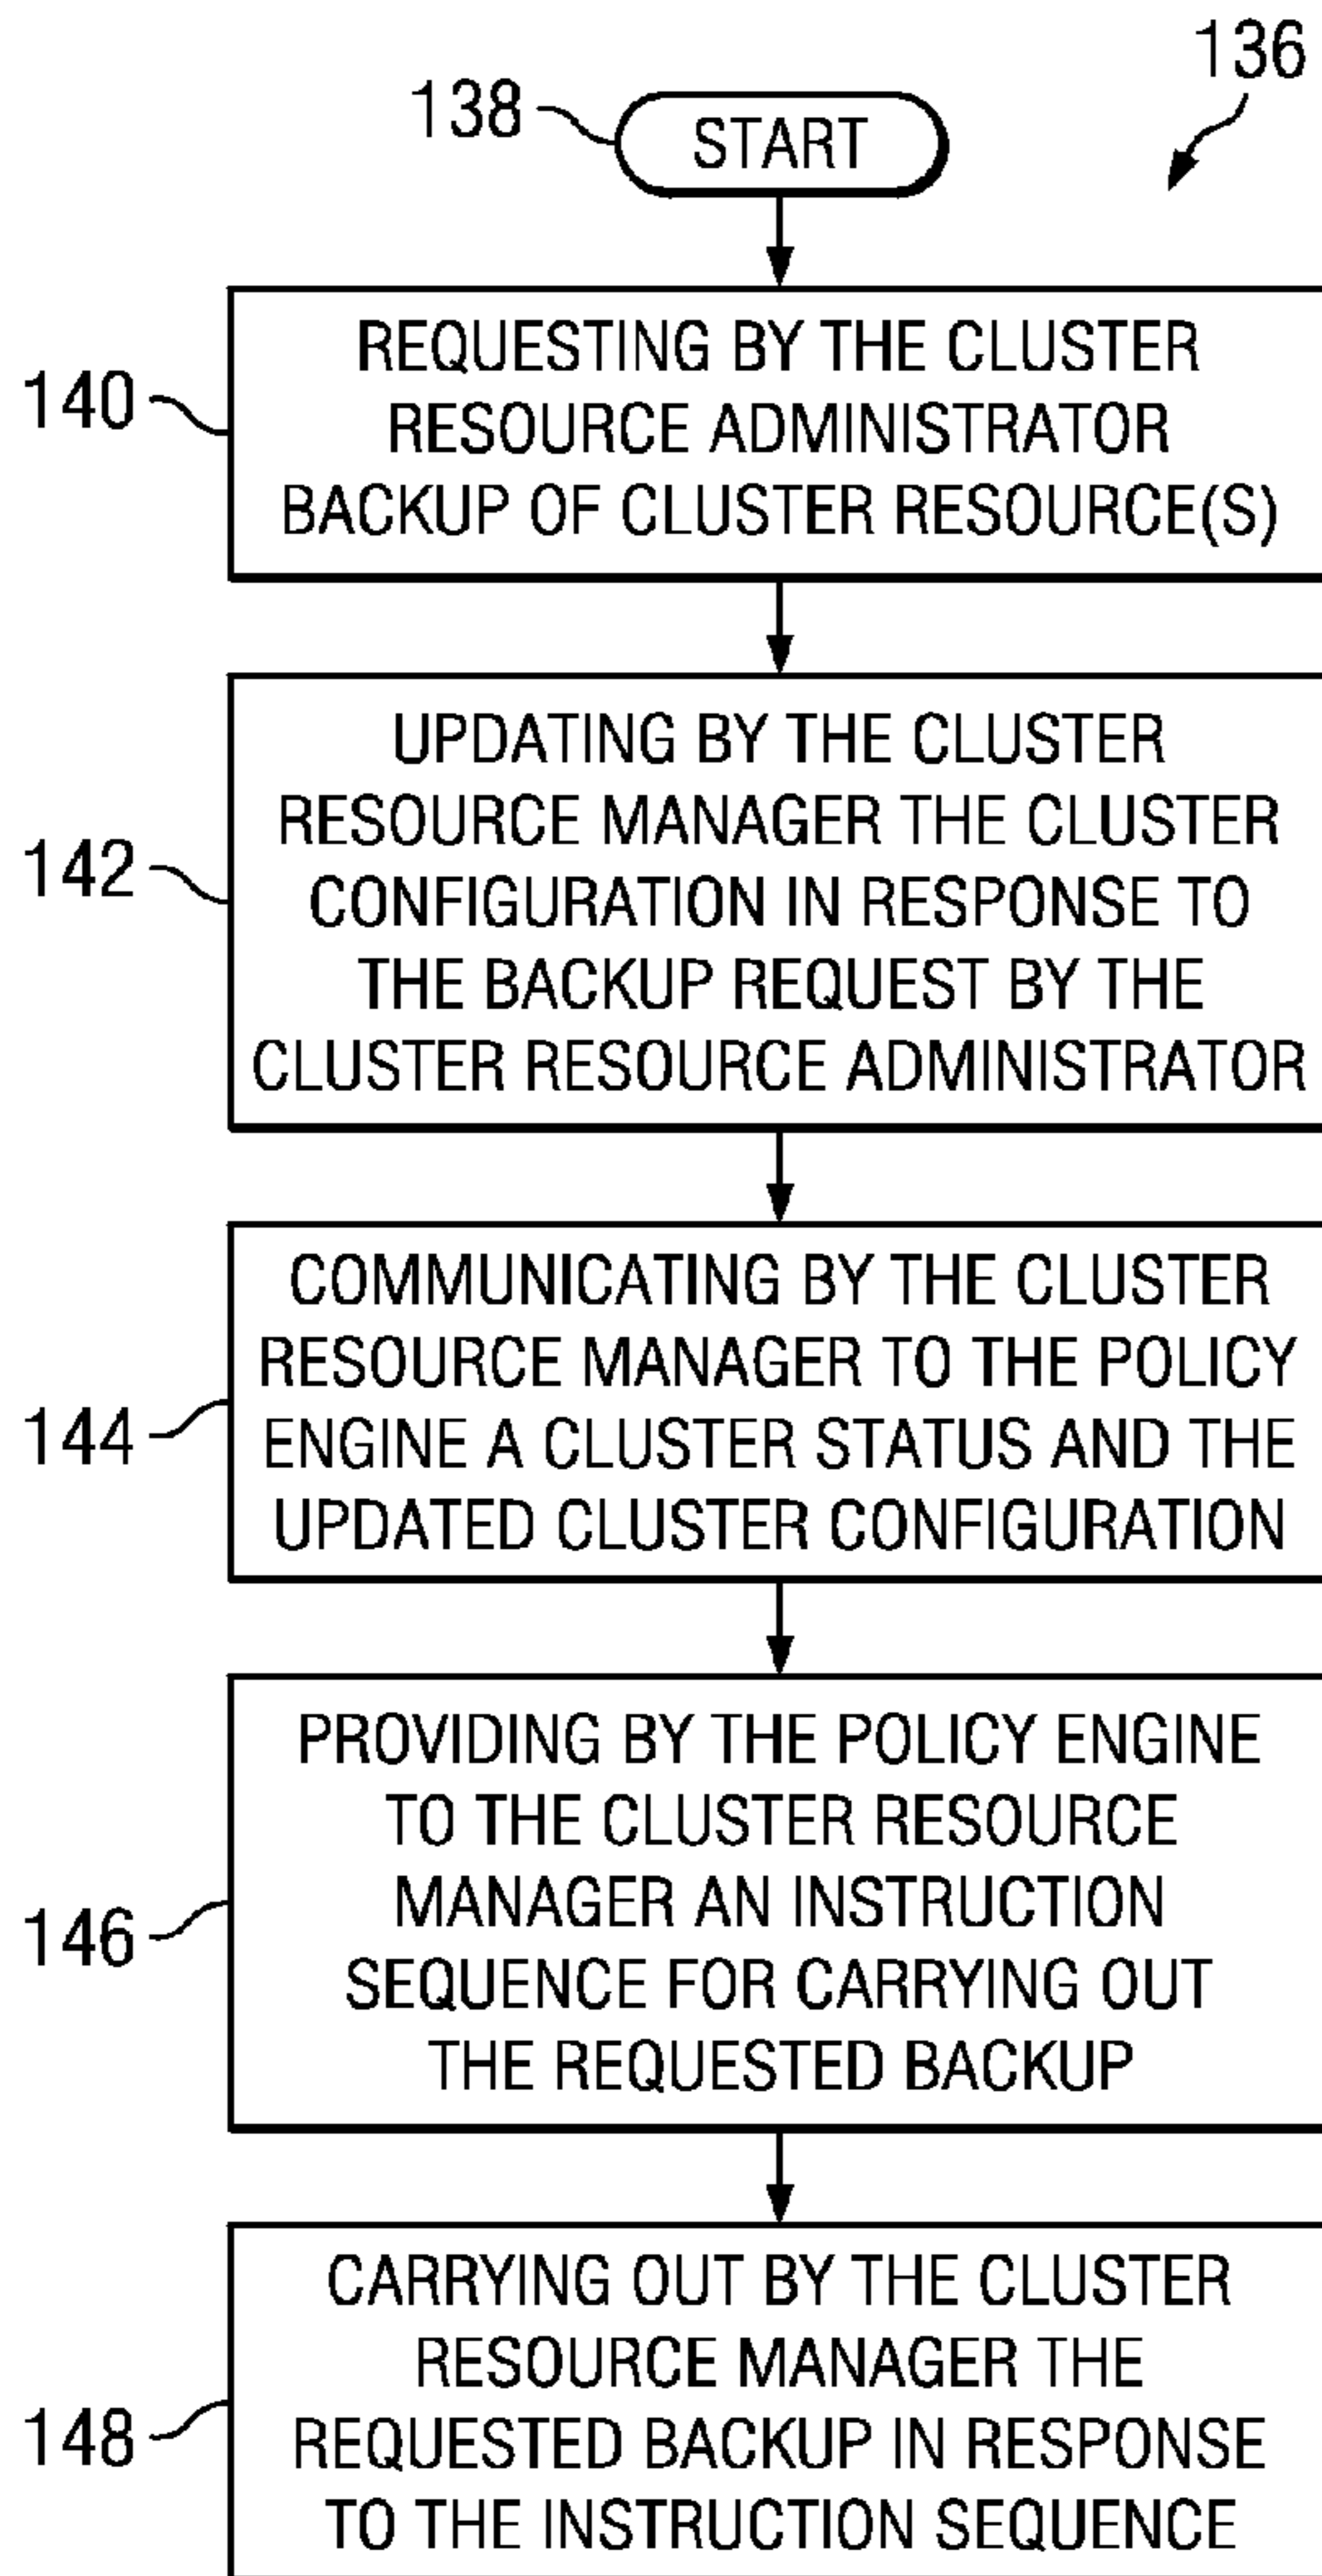 136
138
START
140
REQUESTING BY THE CLUSTER
RESOURCE ADMINISTRATOR
BACKUP OF CLUSTER RESOURCE(S)
142
UPDATING BY THE CLUSTER
RESOURCE MANAGER THE CLUSTER
CONFIGURATION IN RESPONSE TO
THE BACKUP REQUEST BY THE
CLUSTER RESOURCE ADMINISTRATOR
144
COMMUNICATING BY THE CLUSTER
RESOURCE MANAGER TO THE POLICY
ENGINE A CLUSTER STATUS AND THE
UPDATED CLUSTER CONFIGURATION
146
PROVIDING BY THE POLICY ENGINE
TO THE CLUSTER RESOURCE
MANAGER AN INSTRUCTION
SEQUENCE FOR CARRYING OUT
THE REQUESTED BACKUP
148
CARRYING OUT BY THE CLUSTER
RESOURCE MANAGER THE
REQUESTED BACKUP IN RESPONSE
TO THE INSTRUCTION SEQUENCE